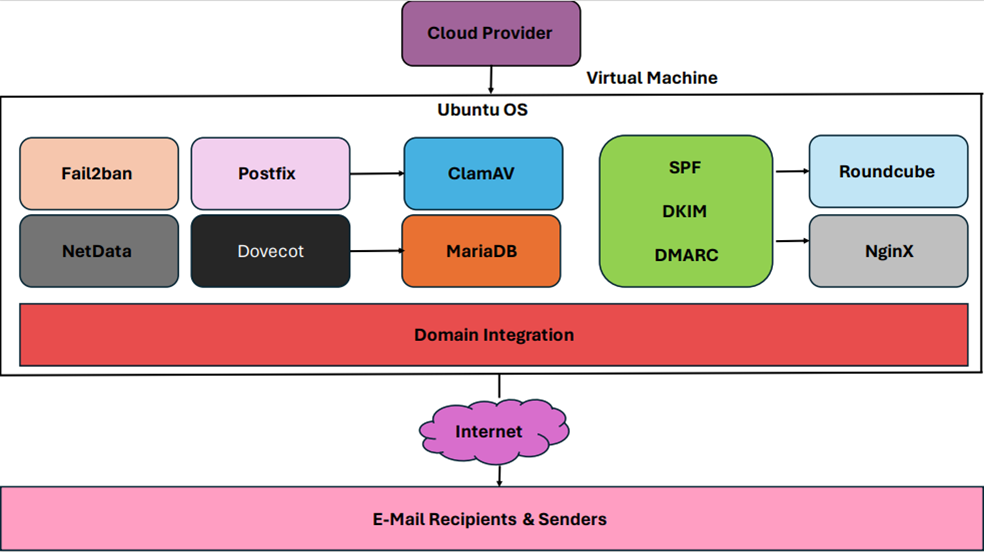 Cloud Provider
Virtual Machine
Ubuntu OS
Fail2ban
Postfix
ClamAV
SPF
DKIM
DMARC
Roundcube
NetData
Dovecot
MariaDB
NginX
Domain Integration
Internet
E-Mail Recipients & Senders